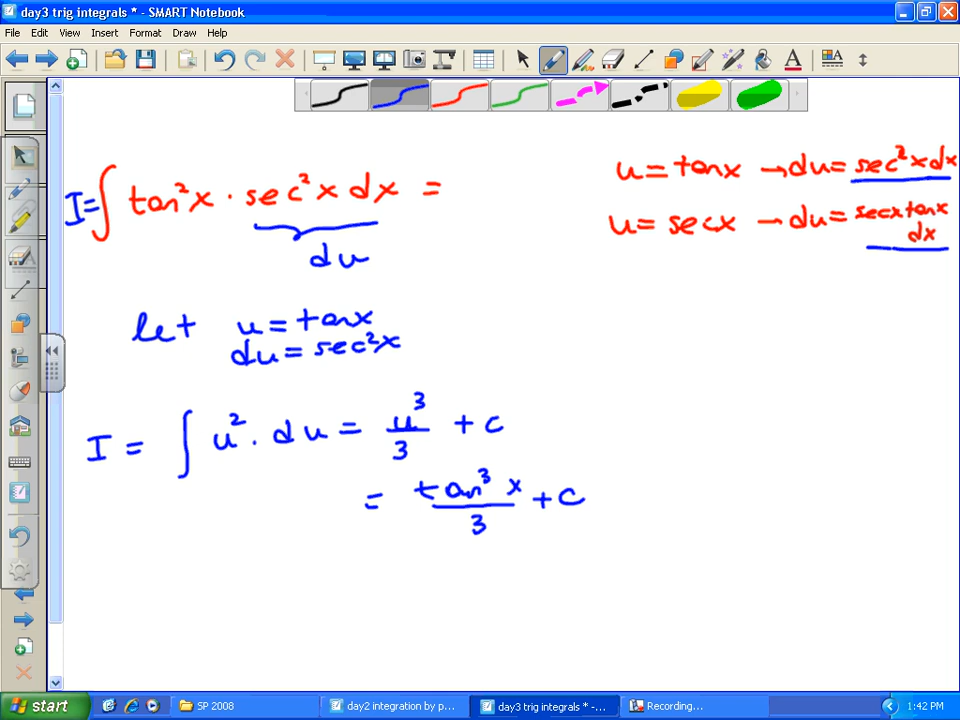 day3 trig integrals * - SMART Notebook
File Edit View Insert Format Draw Help
I = ∫ tan²x · sec²x dx =
du
u = tanx → du = sec²x dx
u = secx → du = secx tanx
dx
let u = tanx
du = sec²x
I = ∫ u² · du = u³/3 + c
= tan³ x/3 + c
start
SP 2008
day2 integration by p...
day3 trig integrals * -...
Recording...
1:42 PM